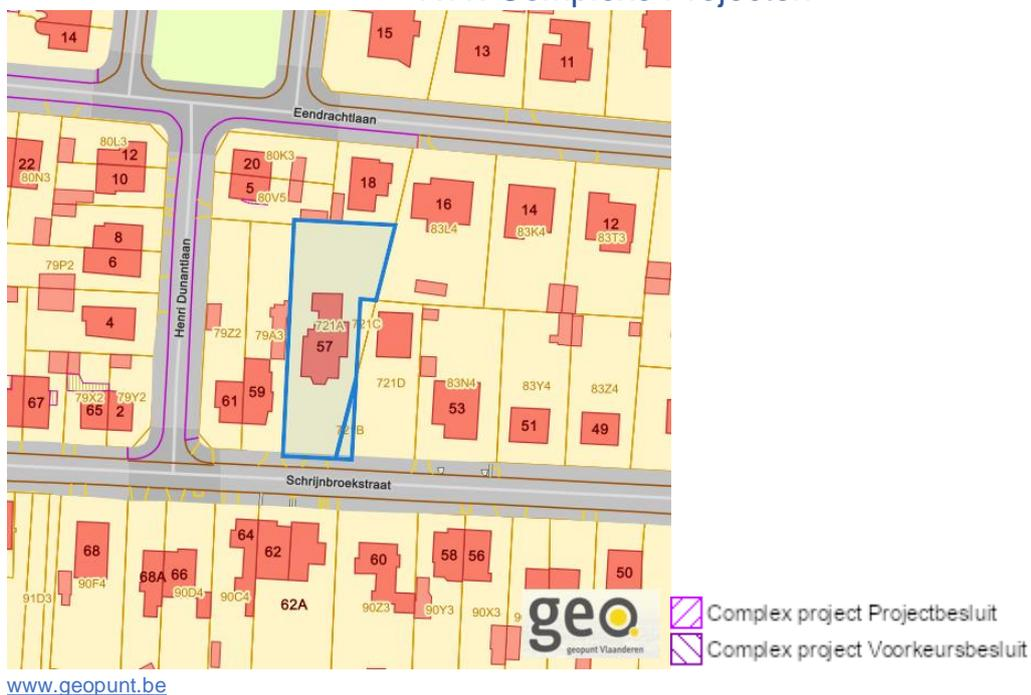 14
15
13
11
Eendrachtlaan
80L3
12
22
10
80N3
20
80K3
5
80V5
18
16
83L4
14
83K4
12
83T3
8
6
79P2
Henri Dunantlaan
4
79Z2
79A3
721A
721C
57
721D
67
79X2
79Y2
65
2
61
59
83N4
53
83Y4
51
83Z4
49
Schrijnbroekstraat
68
90F4
91D3
68A
66
90D4
64
62
90C4
62A
60
90Z3
58
56
90Y3
90X3
50
geo.
geopunt Vlaanderen
Complex project Projectbesluit
Complex project Voorkeursbesluit
www.geopunt.be